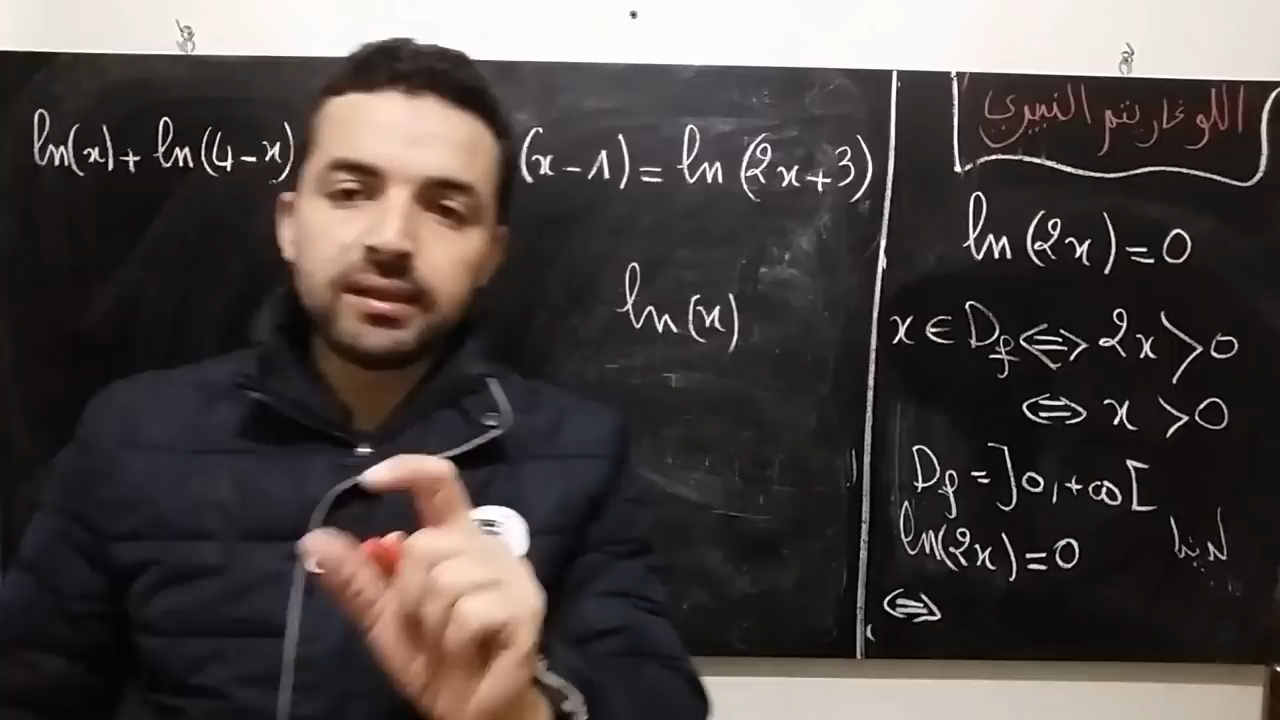 ln(x) + ln(4-x)
(x-1) = ln(2x+3)
ln(x)
اللوغاريتم النبيري
ln(2x) = 0
x ∈ Df ⇔ 2x > 0
⇔ x > 0
Df = ]0,+∞[
لدينا
ln(2x) = 0
⇔